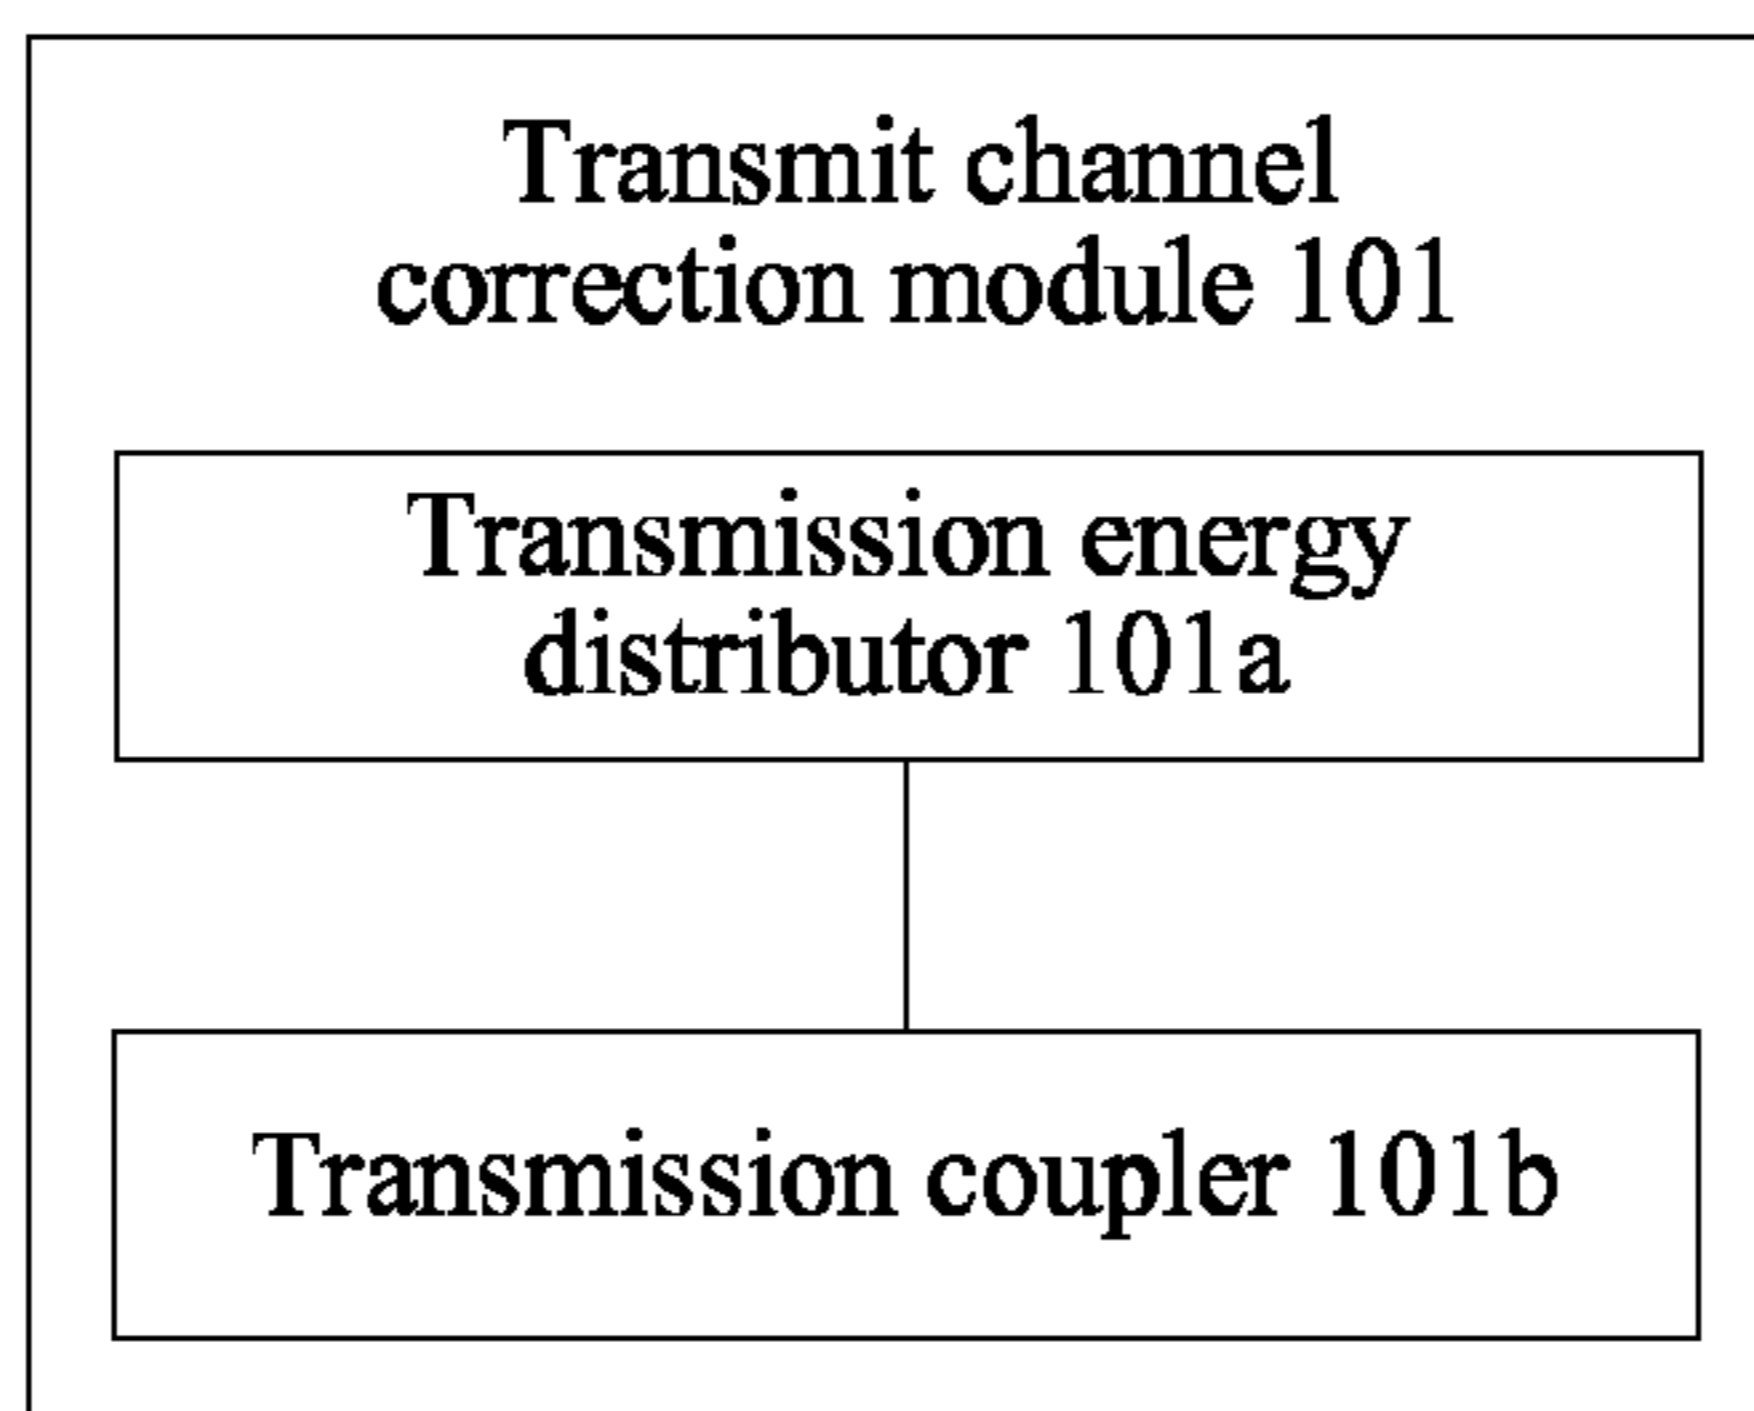 Transmit channel
correction module 101
Transmission energy
distributor 101a
Transmission coupler 101b